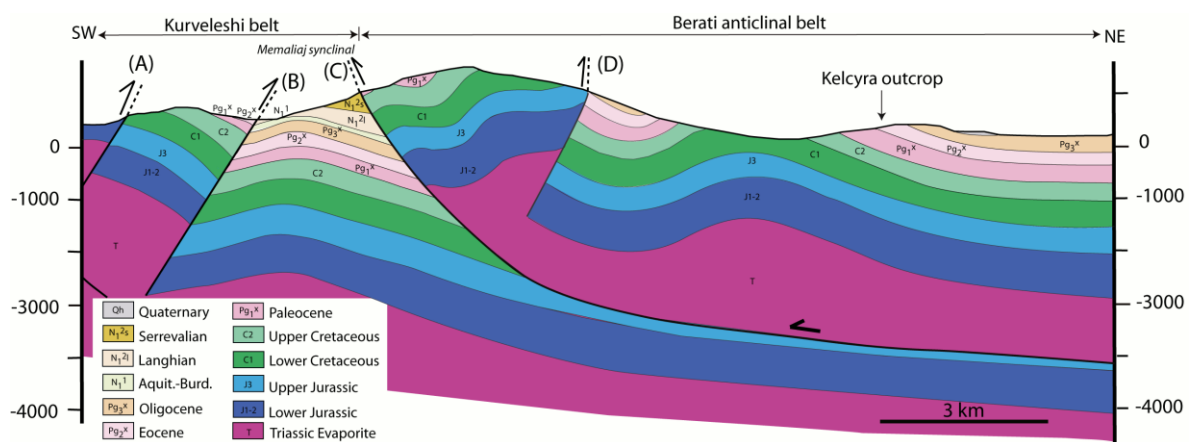 Kurveleshi belt
Berati anticlinal belt
SW
NE
Memaliaj synclinal
(A)
(B)
(C)
(D)
Kelcyra outcrop
Pg1x
Pg2x
N11
C1
C2
J3
J1-2
T
N12s
N12l
Pg3x
Pg2x
Pg1x
C2
Pg1x
C1
J3
J1-2
J3
J1-2
C1
C2
Pg1x
Pg2x
Pg3x
T
0
-1000
-3000
-4000
0
-1000
-3000
-4000
3 km
Qh Quaternary
N12s Serrevalian
N12l Langhian
N11 Aquit.-Burd.
Pg3x Oligocene
Pg2x Eocene
Pg1x Paleocene
C2 Upper Cretaceous
C1 Lower Cretaceous
J3 Upper Jurassic
J1-2 Lower Jurassic
T Triassic Evaporite